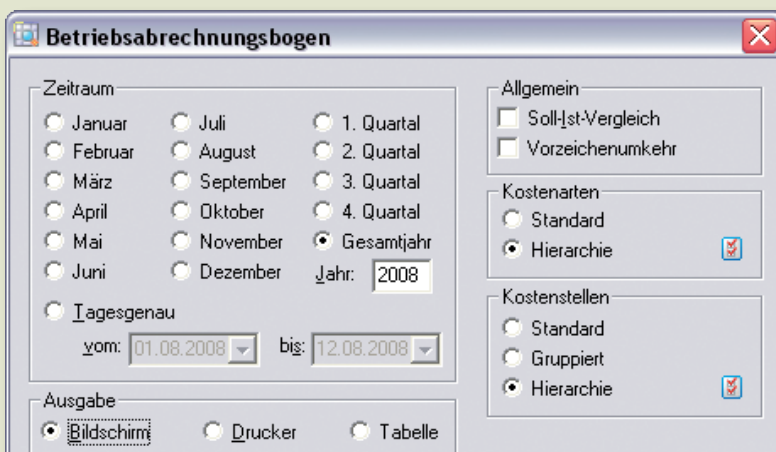 Betriebsabrechnungsbogen
Zeitraum
Januar
Februar
März
April
Mai
Juni
Juli
August
September
Oktober
November
Dezember
1. Quartal
2. Quartal
3. Quartal
4. Quartal
Gesamtjahr
Jahr: 2008
Tagesgenau
vom: 01.08.2008 bis: 12.08.2008
Ausgabe
Bildschirm Drucker Tabelle
Allgemein
Soll-Ist-Vergleich
Vorzeichenumkehr
Kostenarten
Standard
Hierarchie
Kostenstellen
Standard
Gruppiert
Hierarchie